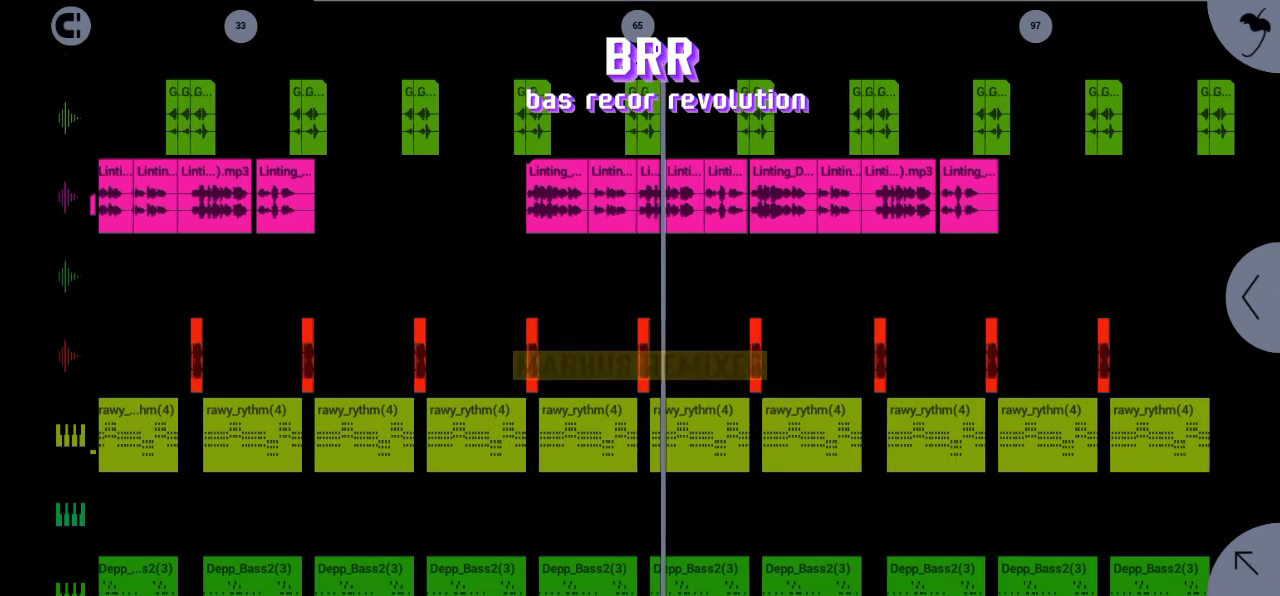 33 65 97
BRR
bas recor revolution
G.. G.. G... G.. G... G.. G... G.. G... G.. G... G.. G... G.. G.. G... G.. G... G.. G... G.. G...
Linti... Lintin... Linti...).mp3 Linting_... Linting_... Lintin... Li... Linti... Linti... Linting_D... Lintin... Linti...).mp3 Linting_...
MARHUS REMIXER
rawy_...hm(4) rawy_rythm(4) rawy_rythm(4) rawy_rythm(4) rawy_rythm(4) rawy_rythm(4) rawy_rythm(4) rawy_rythm(4) rawy_rythm(4) rawy_rythm(4)
Depp_...s2(3) Depp_Bass2(3) Depp_Bass2(3) Depp_Bass2(3) Depp_Bass2(3) Depp_Bass2(3) Depp_Bass2(3) Depp_Bass2(3) Depp_Bass2(3) Depp_Bass2(3)